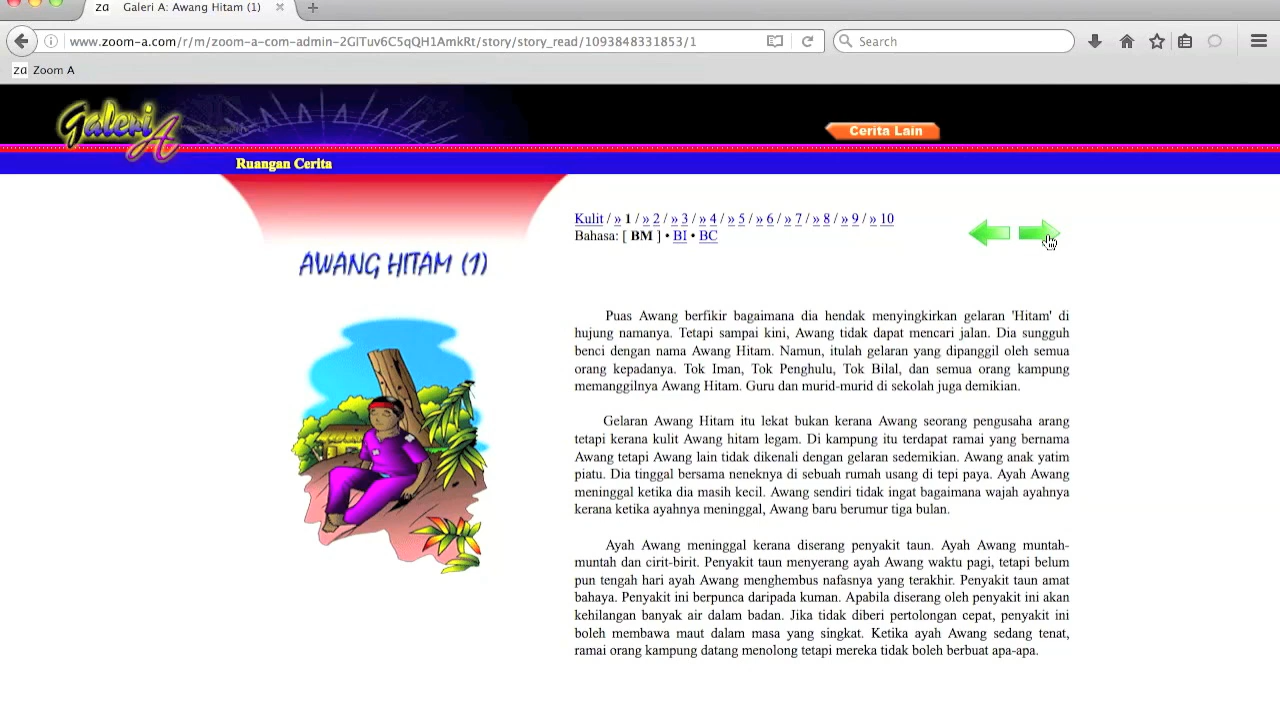 za Galeri A: Awang Hitam (1)
www.zoom-a.com/r/m/zoom-a-com-admin-2GITuv6C5qQH1AmkRt/story/story_read/1093848331853/1
Search
za Zoom A
Galeri A
Cerita Lain
Ruangan Cerita
Kulit / » 1 / » 2 / » 3 / » 4 / » 5 / » 6 / » 7 / » 8 / » 9 / » 10
Bahasa: [ BM ] • BI • BC
AWANG HITAM (1)
Puas Awang berfikir bagaimana dia hendak menyingkirkan gelaran 'Hitam' di
hujung namanya. Tetapi sampai kini, Awang tidak dapat mencari jalan. Dia sungguh
benci dengan nama Awang Hitam. Namun, itulah gelaran yang dipanggil oleh semua
orang kepadanya. Tok Iman, Tok Penghulu, Tok Bilal, dan semua orang kampung
memanggilnya Awang Hitam. Guru dan murid-murid di sekolah juga demikian.
Gelaran Awang Hitam itu lekat bukan kerana Awang seorang pengusaha arang
tetapi kerana kulit Awang hitam legam. Di kampung itu terdapat ramai yang bernama
Awang tetapi Awang lain tidak dikenali dengan gelaran sedemikian. Awang anak yatim
piatu. Dia tinggal bersama neneknya di sebuah rumah usang di tepi paya. Ayah Awang
meninggal ketika dia masih kecil. Awang sendiri tidak ingat bagaimana wajah ayahnya
kerana ketika ayahnya meninggal, Awang baru berumur tiga bulan.
Ayah Awang meninggal kerana diserang penyakit taun. Ayah Awang muntah-
muntah dan cirit-birit. Penyakit taun menyerang ayah Awang waktu pagi, tetapi belum
pun tengah hari ayah Awang menghembus nafasnya yang terakhir. Penyakit taun amat
bahaya. Penyakit ini berpunca daripada kuman. Apabila diserang oleh penyakit ini akan
kehilangan banyak air dalam badan. Jika tidak diberi pertolongan cepat, penyakit ini
boleh membawa maut dalam masa yang singkat. Ketika ayah Awang sedang tenat,
ramai orang kampung datang menolong tetapi mereka tidak boleh berbuat apa-apa.